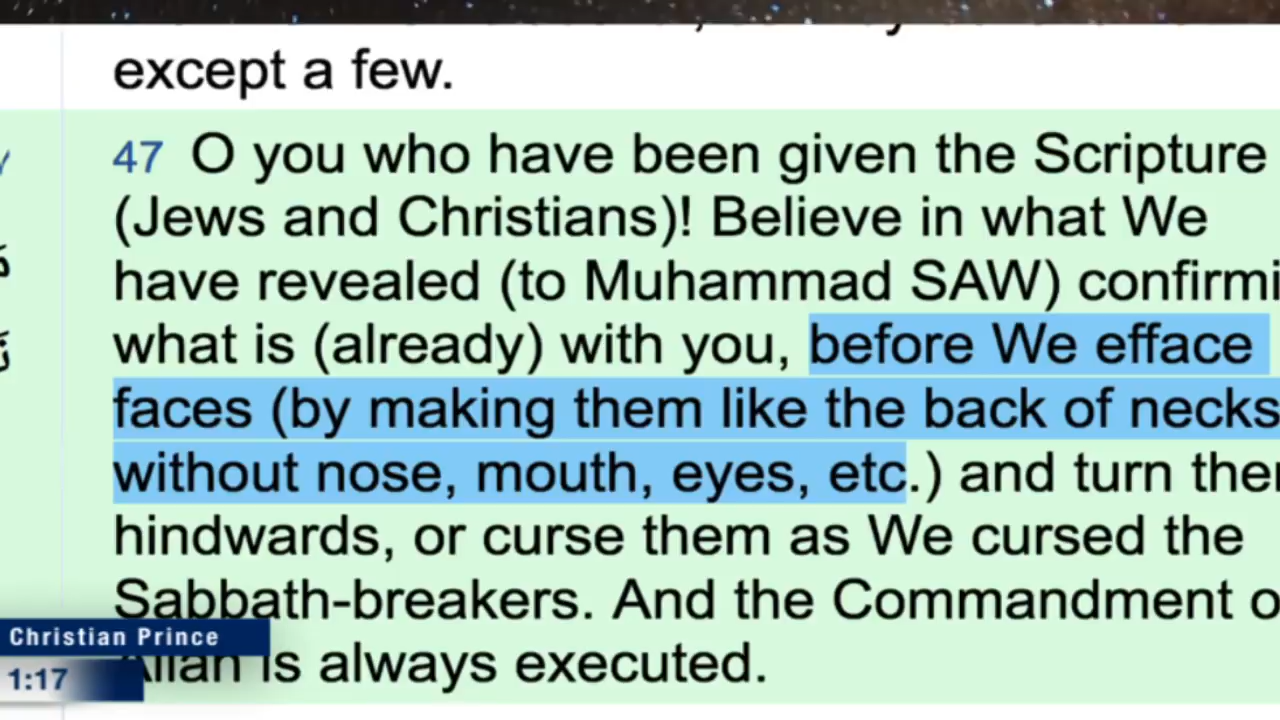 except a few.
47 O you who have been given the Scripture
(Jews and Christians)! Believe in what We
have revealed (to Muhammad SAW) confirmi
what is (already) with you, before We efface
faces (by making them like the back of necks
without nose, mouth, eyes, etc.) and turn then
hindwards, or curse them as We cursed the
Sabbath-breakers. And the Commandment o
Allah is always executed.
Christian Prince
1:17